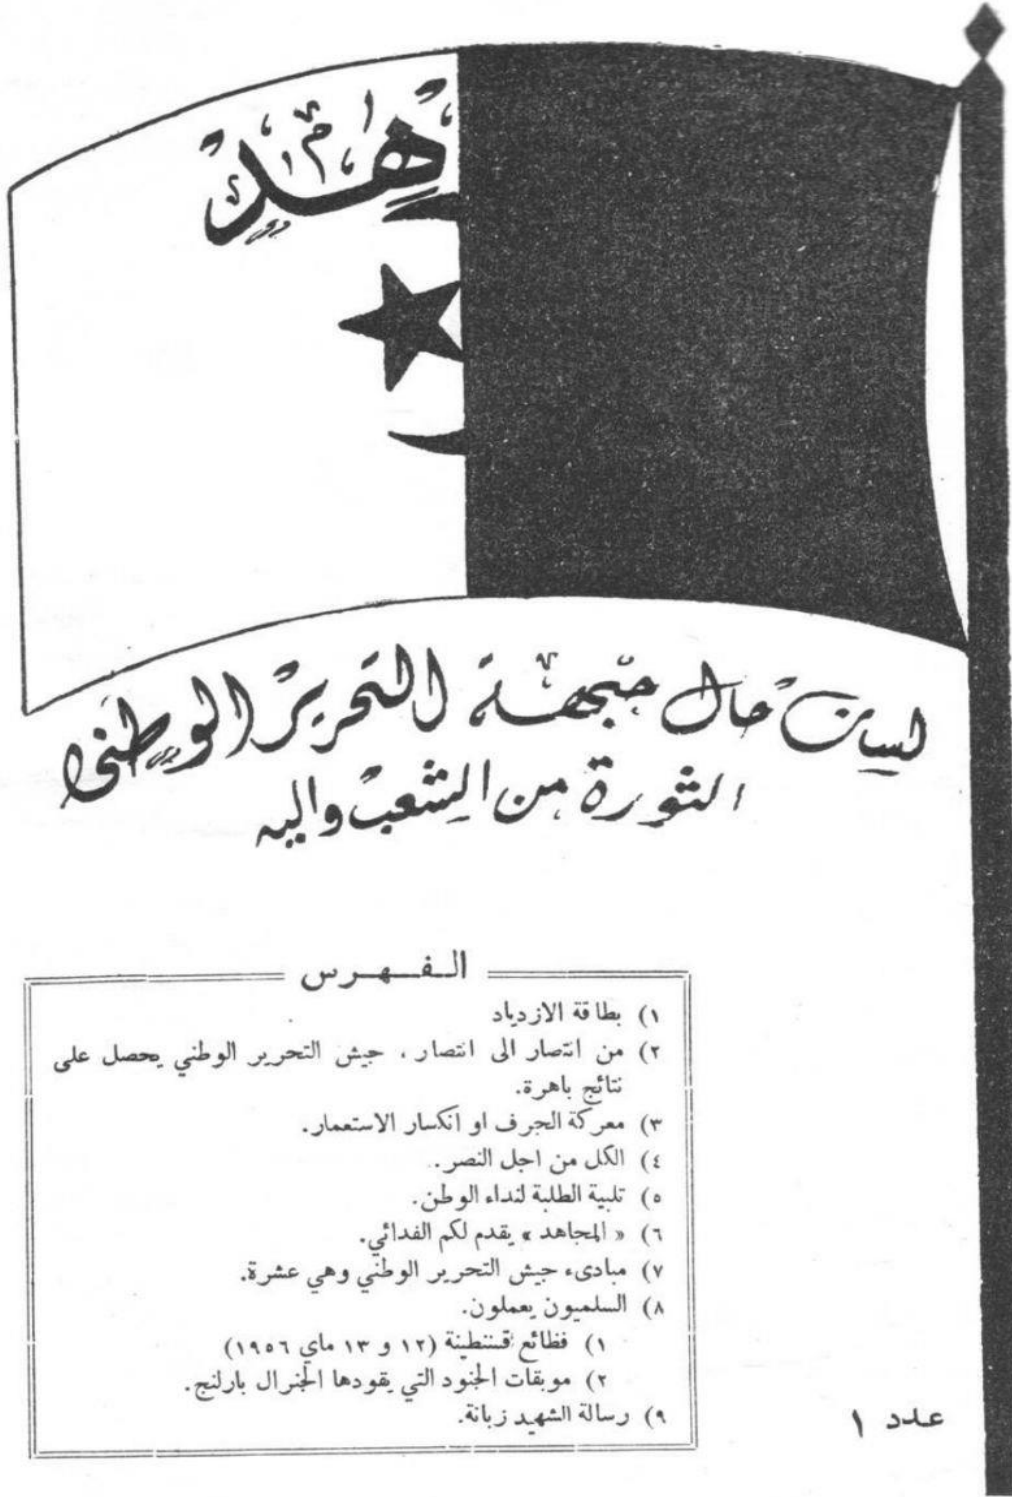 هد
لسان حال جبهة التحرير الوطني
الثورة من الشعب واليه
الـفـهـرس
١) بطاقة الازدياد
٢) من انتصار الى انتصار ، جيش التحرير الوطني يحصل على
نتائج باهرة.
٣) معركة الجرف او انكسار الاستعمار.
٤) الكل من اجل النصر.
٥) تلبية الطلبة لنداء الوطن.
٦) « المجاهد » يقدم لكم الفدائي.
٧) مبادىء جيش التحرير الوطني وهي عشرة.
٨) السلميون يعملون.
١) فظائع قسنطينة (١٢ و ١٣ ماي ١٩٥٦)
٢) موبقات الجنود التي يقودها الجنرال بارلنج.
٩) رسالة الشهيد زبانة.
عدد ١